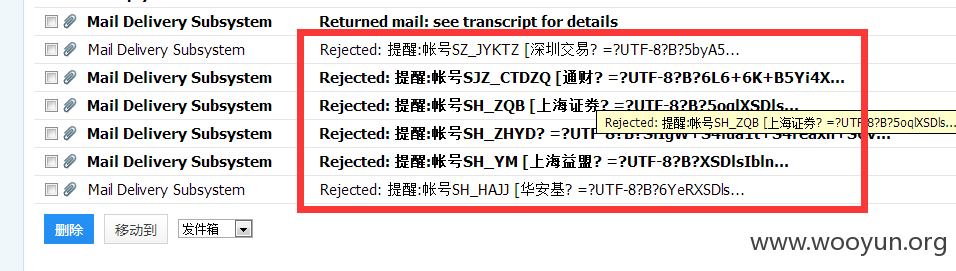 Mail Delivery Subsystem Returned mail: see transcript for details
Mail Delivery Subsystem Rejected: 提醒:帐号SZ_JYKTZ [深圳交易? =?UTF-8?B?5byA5...
Mail Delivery Subsystem Rejected: 提醒:帐号SJZ_CTDZQ [通财? =?UTF-8?B?6L6+6K+B5Yi4X...
Mail Delivery Subsystem Rejected: 提醒:帐号SH_ZQB [上海证券? =?UTF-8?B?5oqlXSDls...
Rejected: 提醒:帐号SH_ZQB [上海证券? =?UTF-8?B?5oqlXSDls...
Mail Delivery Subsystem Rejected: 提醒:帐号SH_ZHYD?
Mail Delivery Subsystem Rejected: 提醒:帐号SH_YM [上海益盟? =?UTF-8?B?XSDlsIbln...
Mail Delivery Subsystem Rejected: 提醒:帐号SH_HAJJ [华安基? =?UTF-8?B?6YeRXSDls...
删除 移动到 发件箱
www.wooyun.org